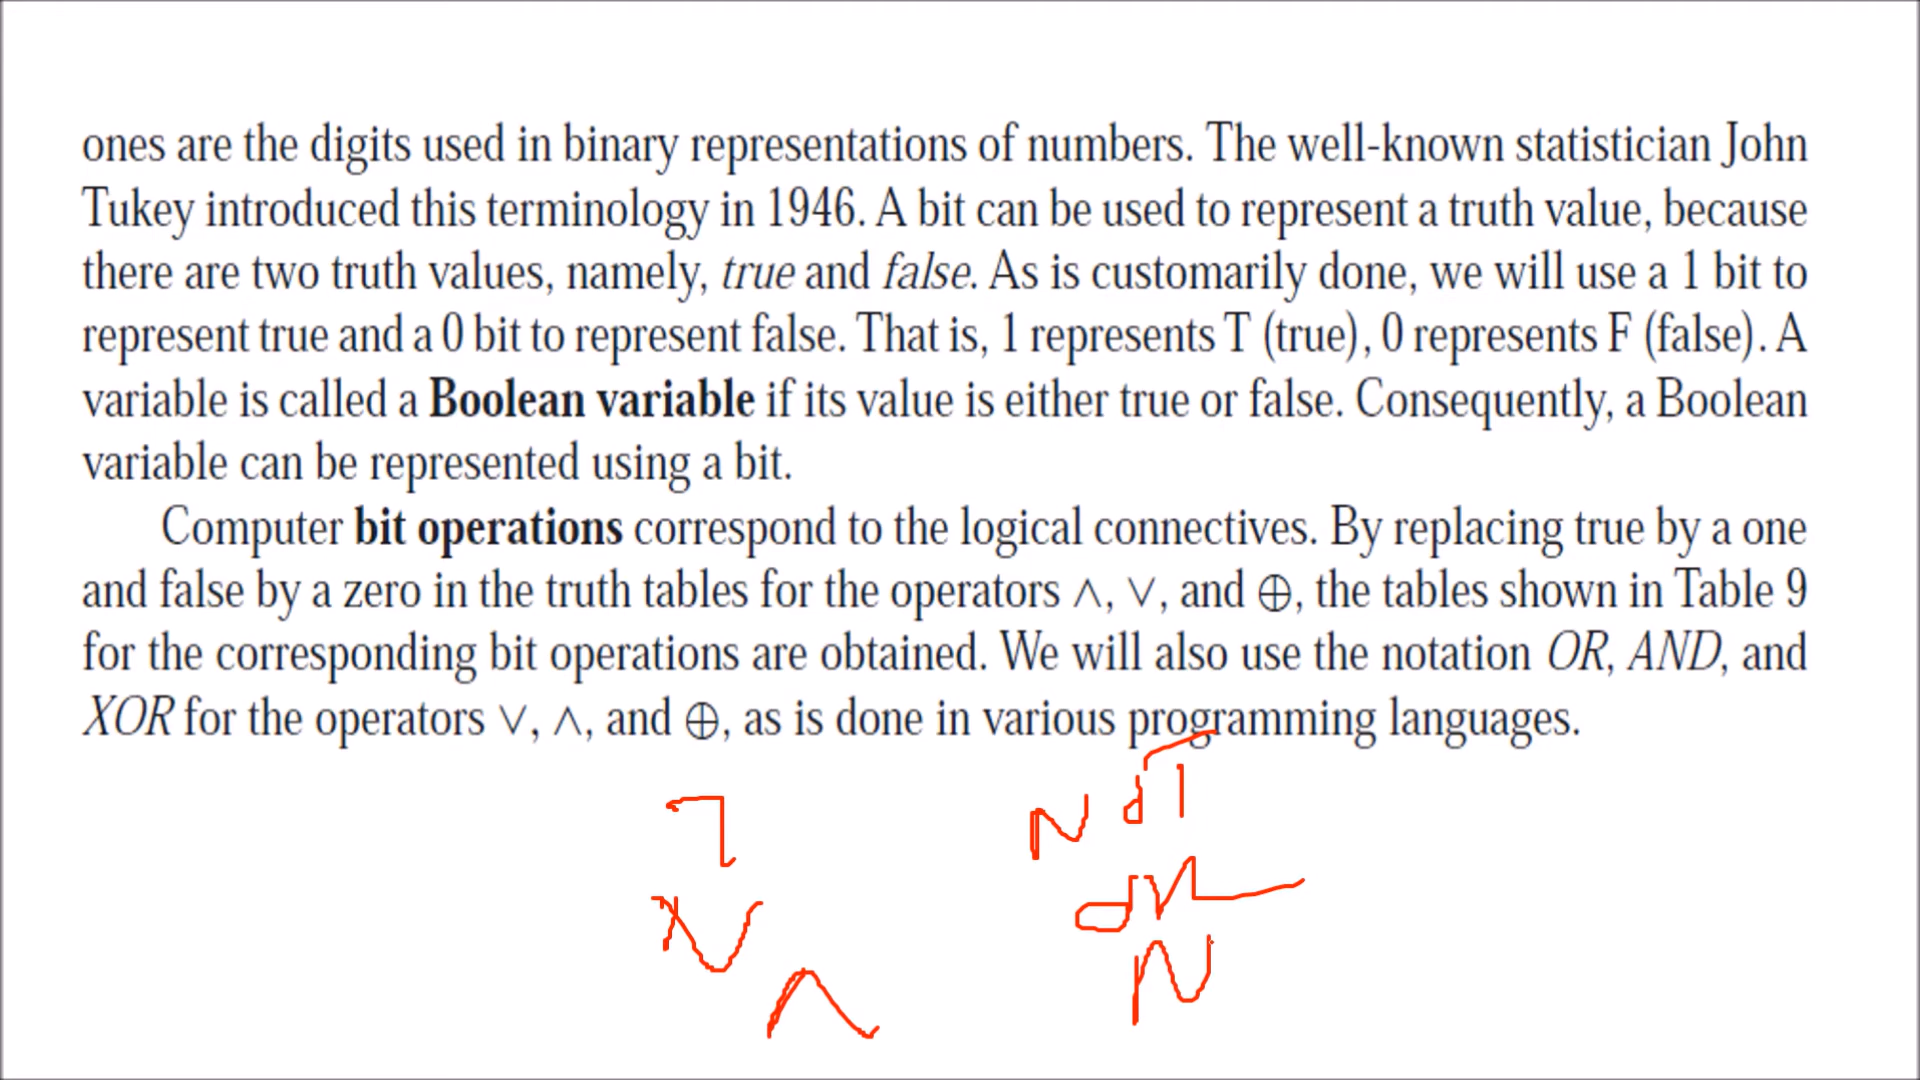 ones are the digits used in binary representations of numbers. The well-known statistician John
Tukey introduced this terminology in 1946. A bit can be used to represent a truth value, because
there are two truth values, namely, true and false. As is customarily done, we will use a 1 bit to
represent true and a 0 bit to represent false. That is, 1 represents T (true), 0 represents F (false). A
variable is called a Boolean variable if its value is either true or false. Consequently, a Boolean
variable can be represented using a bit.
Computer bit operations correspond to the logical connectives. By replacing true by a one
and false by a zero in the truth tables for the operators ∧, ∨, and ⊕, the tables shown in Table 9
for the corresponding bit operations are obtained. We will also use the notation OR, AND, and
XOR for the operators ∨, ∧, and ⊕, as is done in various programming languages.
¬
∨
∧